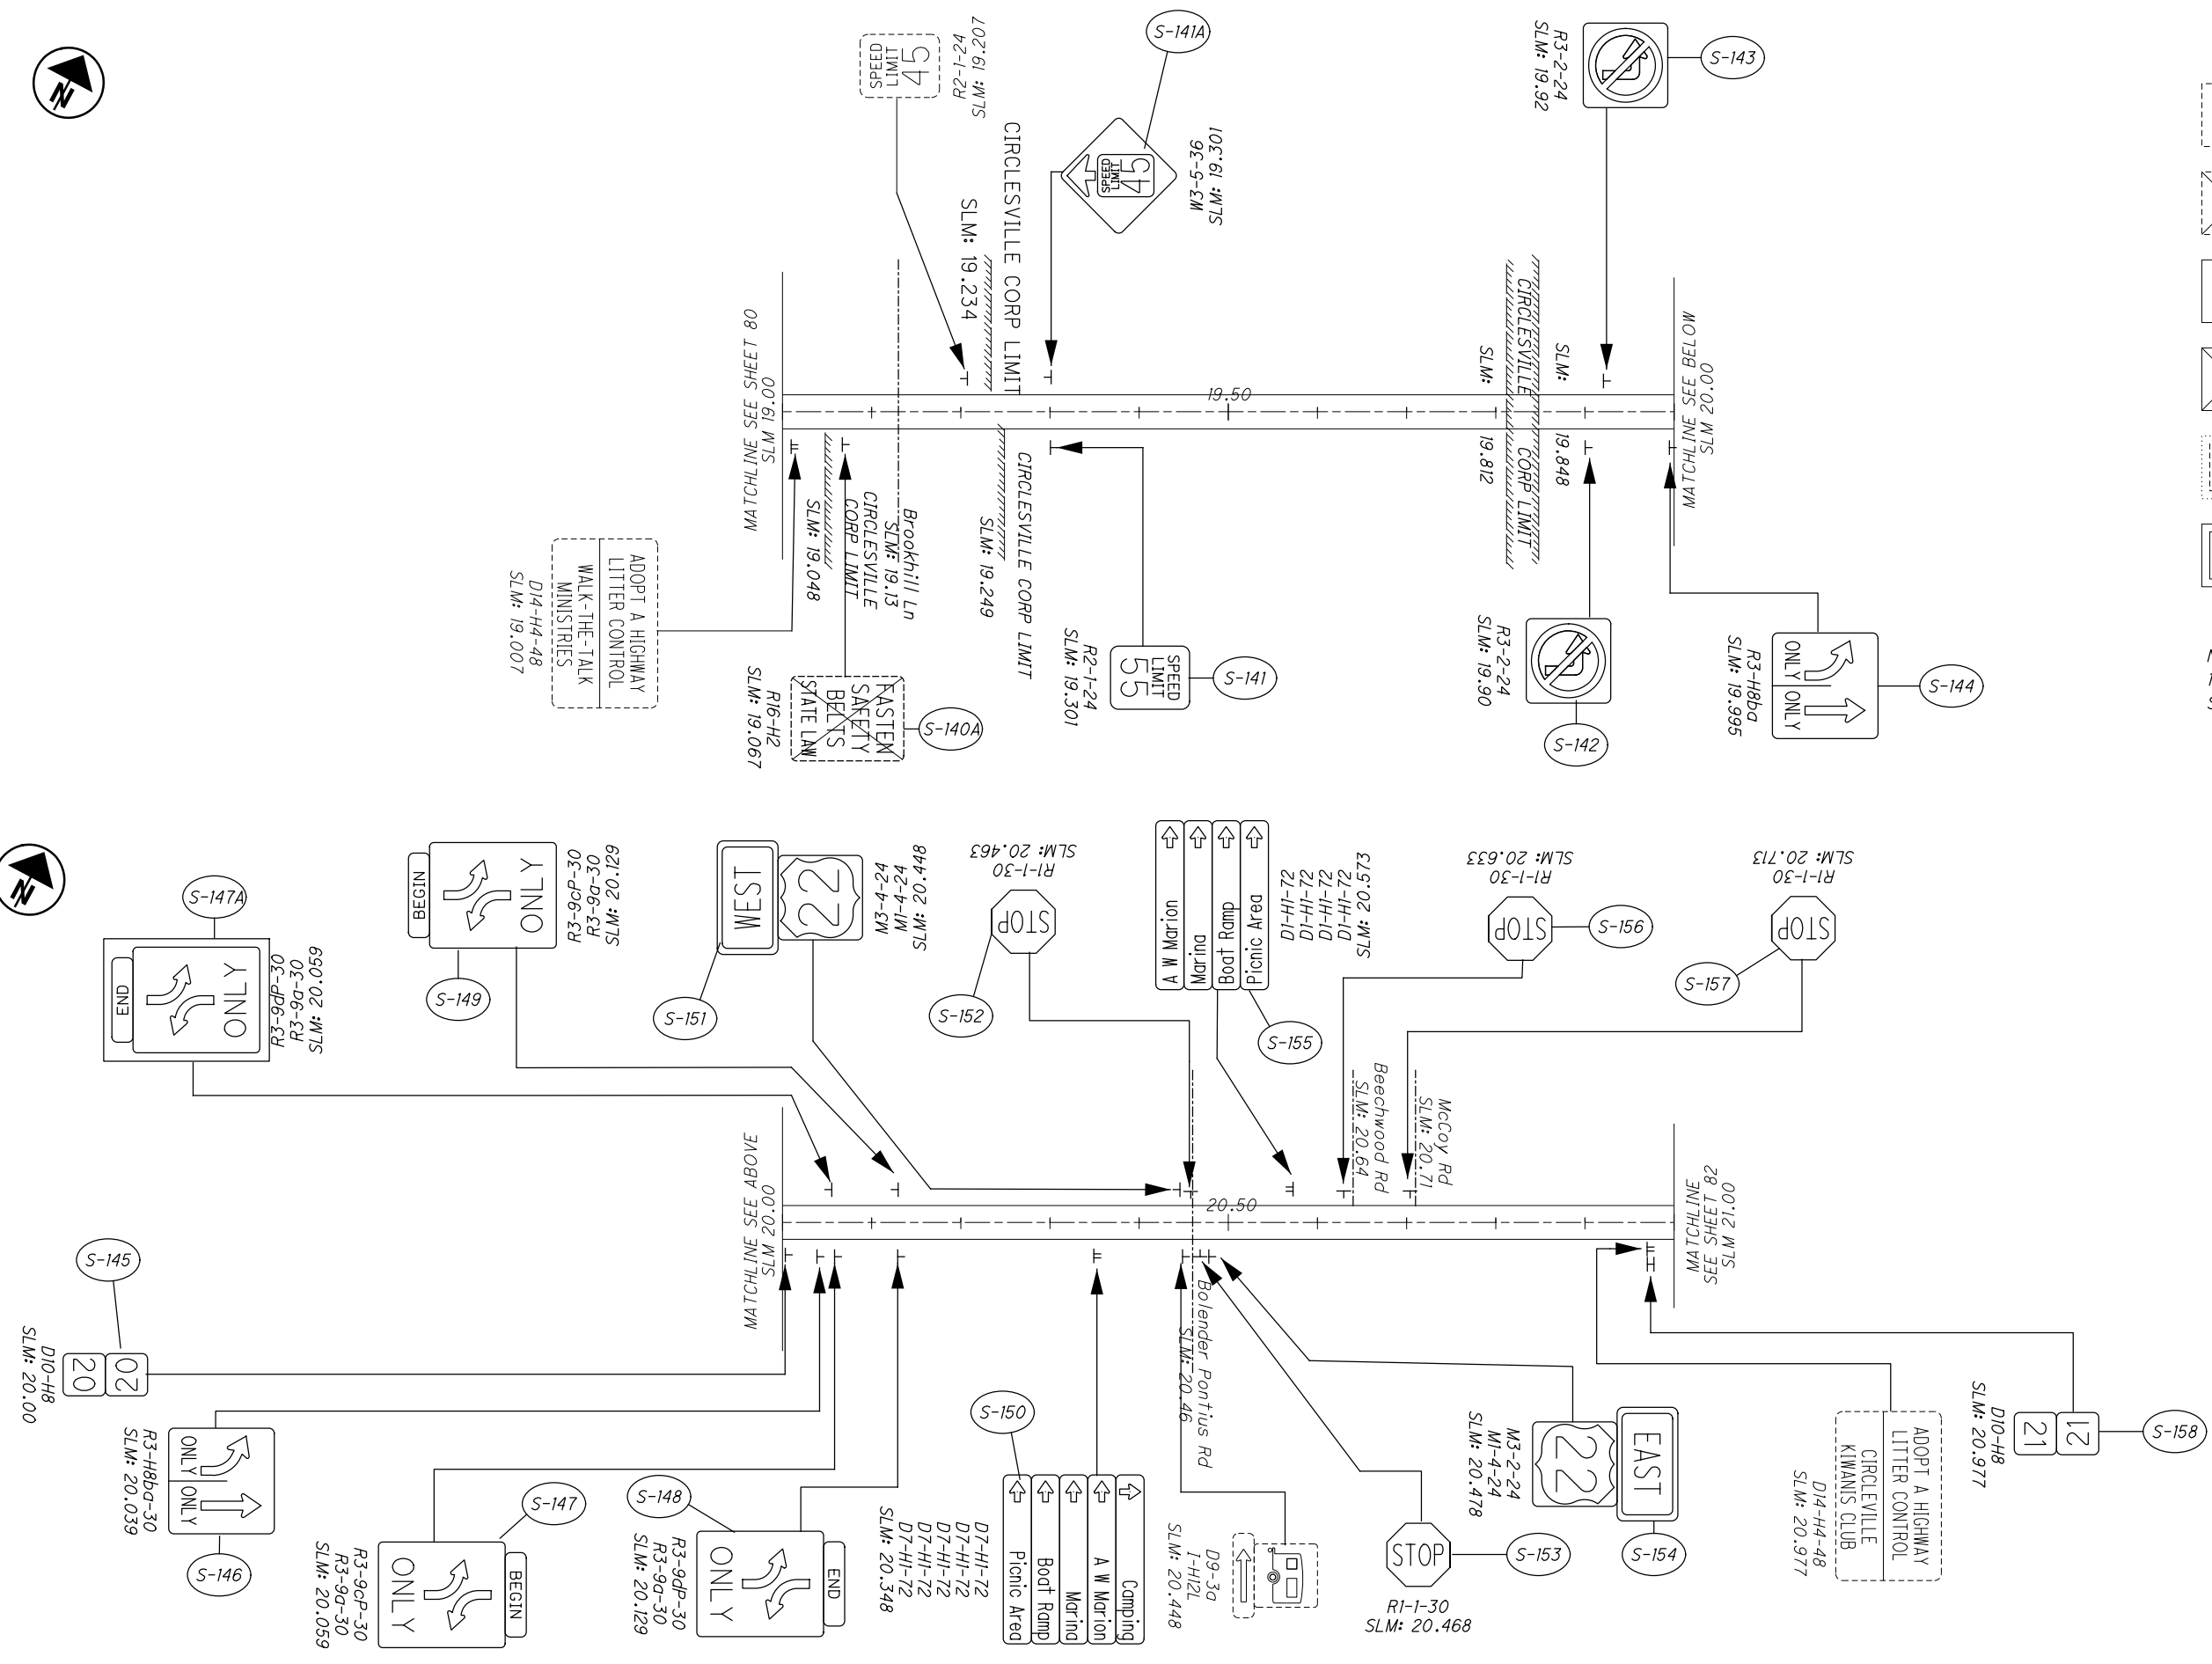 N
SPEED
LIMIT
45
R2-1-24
SLM: 19.207
S-141A
SPEED
LIMIT
45
W3-5-36
SLM: 19.301
CIRCLESVILLE CORP LIMIT
SLM: 19.234
S-143
R3-2-24
SLM: 19.92
MATCHLINE SEE SHEET 80
SLM 19.00
19.50
CIRCLESVILLE CORP LIMIT
SLM: 19.812
SLM: 19.848
MATCHLINE SEE BELOW
SLM 20.00
ADOPT A HIGHWAY
LITTER CONTROL
WALK-THE-TALK
MINISTRIES
D14-H4-48
SLM: 19.007
Brookhill Ln
SLM: 19.13
CIRCLESVILLE
CORP LIMIT
SLM: 19.048
FASTEN
SAFETY
BELTS
STATE LAW
R16-H2
SLM: 19.067
S-140A
CIRCLESVILLE CORP LIMIT
SLM: 19.249
SPEED
LIMIT
55
R2-1-24
SLM: 19.301
S-141
R3-2-24
SLM: 19.90
S-142
ONLY ONLY
R3-H8ba
SLM: 19.995
S-144
N
S-147A
END
ONLY
R3-9dP-30
R3-9a-30
SLM: 20.059
BEGIN
ONLY
R3-9cP-30
R3-9a-30
SLM: 20.129
S-149
WEST
22
M3-4-24
M1-4-24
SLM: 20.448
S-151
R1-1-30
SLM: 20.463
STOP
S-152
A W Marion
Marina
Boat Ramp
Picnic Area
D1-H1-72
D1-H1-72
D1-H1-72
D1-H1-72
SLM: 20.573
S-155
R1-1-30
SLM: 20.633
STOP
S-156
R1-1-30
SLM: 20.713
STOP
S-157
MATCHLINE SEE ABOVE
SLM 20.00
20.50
Beechwood Rd
SLM: 20.64
McCoy Rd
SLM: 20.71
MATCHLINE
SEE SHEET 82
SLM 21.00
S-145
20
20
D10-H8
SLM: 20.00
ONLY ONLY
R3-H8ba-30
SLM: 20.039
S-146
BEGIN
ONLY
R3-9cP-30
R3-9a-30
SLM: 20.059
S-147
END
ONLY
R3-9dP-30
R3-9a-30
SLM: 20.129
S-148
S-150
Camping
A W Marion
Marina
Boat Ramp
Picnic Area
D7-H1-72
D7-H1-72
D7-H1-72
D7-H1-72
D7-H1-72
SLM: 20.348
Bolender Pontius Rd
SLM: 20.46
D9-3a
I-H12L
SLM: 20.448
STOP
R1-1-30
SLM: 20.468
S-153
EAST
22
M3-2-24
M1-4-24
SLM: 20.478
S-154
ADOPT A HIGHWAY
LITTER CONTROL
CIRCLEVILLE
KIWANIS CLUB
D14-H4-48
SLM: 20.977
21
21
D10-H8
SLM: 20.977
S-158